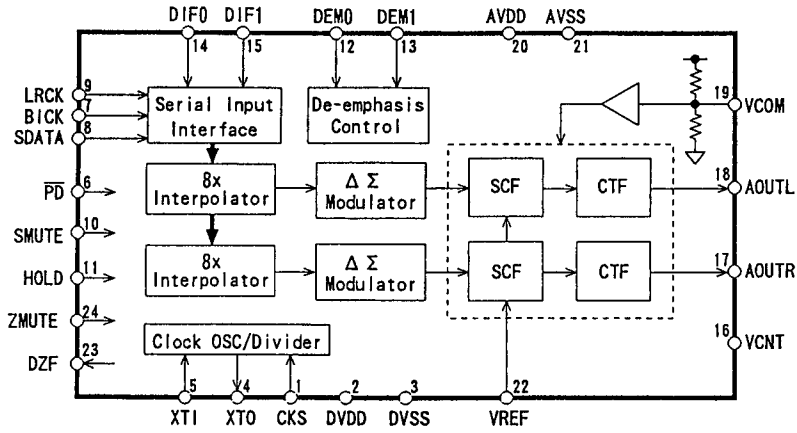 DIF0 DIF1 DEM0 DEM1 AVDD AVSS
14 15 12 13 20 21
LRCK 9
BICK 7
SDATA 8
Serial Input
Interface
De-emphasis
Control
19 VCOM
P̅D̅ 6
8x
Interpolator
Δ Σ
Modulator
SCF
CTF
18 AOUTL
SMUTE 10
HOLD 11
8x
Interpolator
Δ Σ
Modulator
SCF
CTF
17 AOUTR
ZMUTE 24
DZF 23
Clock OSC/Divider
16 VCNT
5 4 1 2 3 22
XTI XTO CKS DVDD DVSS VREF